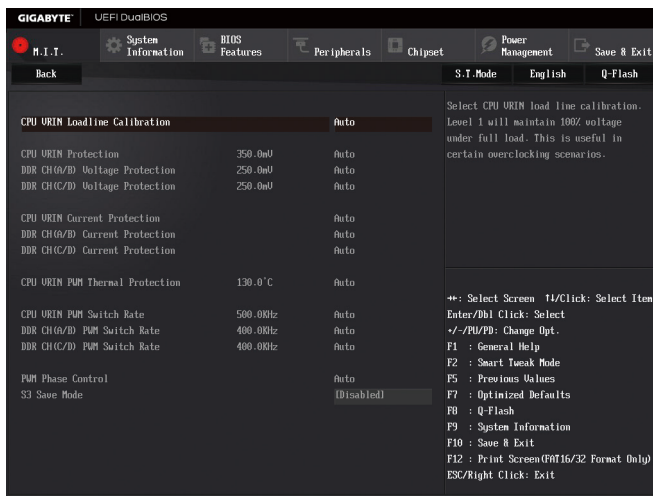 GIGABYTE™ UEFI DualBIOS
M.I.T. System Information BIOS Features Peripherals Chipset Power Management Save & Exit
Back S.T.Mode English Q-Flash
CPU VRIN Loadline Calibration Auto
CPU VRIN Protection 350.0mV Auto
DDR CH(A/B) Voltage Protection 250.0mV Auto
DDR CH(C/D) Voltage Protection 250.0mV Auto
CPU VRIN Current Protection Auto
DDR CH(A/B) Current Protection Auto
DDR CH(C/D) Current Protection Auto
CPU VRIN PWM Thermal Protection 130.0°C Auto
CPU VRIN PWM Switch Rate 500.0KHz Auto
DDR CH(A/B) PWM Switch Rate 400.0KHz Auto
DDR CH(C/D) PWM Switch Rate 400.0KHz Auto
PWM Phase Control Auto
S3 Save Mode [Disabled]
Select CPU VRIN load line calibration.
Level 1 will maintain 100% voltage
under full load. This is useful in
certain overclocking scenarios.
→←: Select Screen ↑↓/Click: Select Item
Enter/Dbl Click: Select
+/-/PU/PD: Change Opt.
F1 : General Help
F2 : Smart Tweak Mode
F5 : Previous Values
F7 : Optimized Defaults
F8 : Q-Flash
F9 : System Information
F10 : Save & Exit
F12 : Print Screen(FAT16/32 Format Only)
ESC/Right Click: Exit